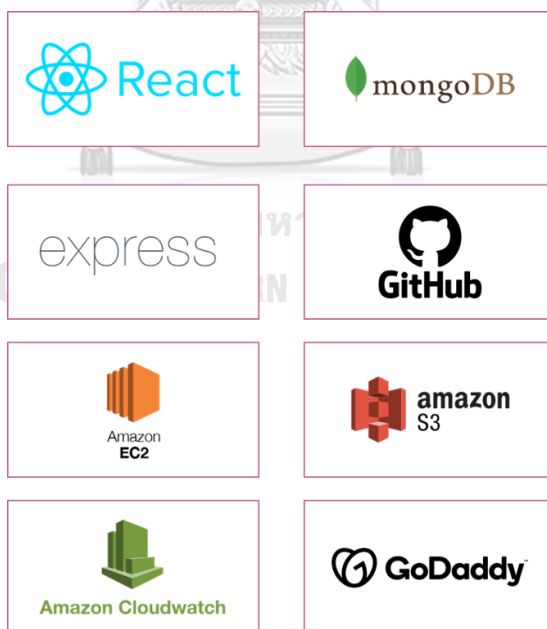 React
mongoDB
express
GitHub
Amazon
EC2
amazon
S3
Amazon Cloudwatch
GoDaddy